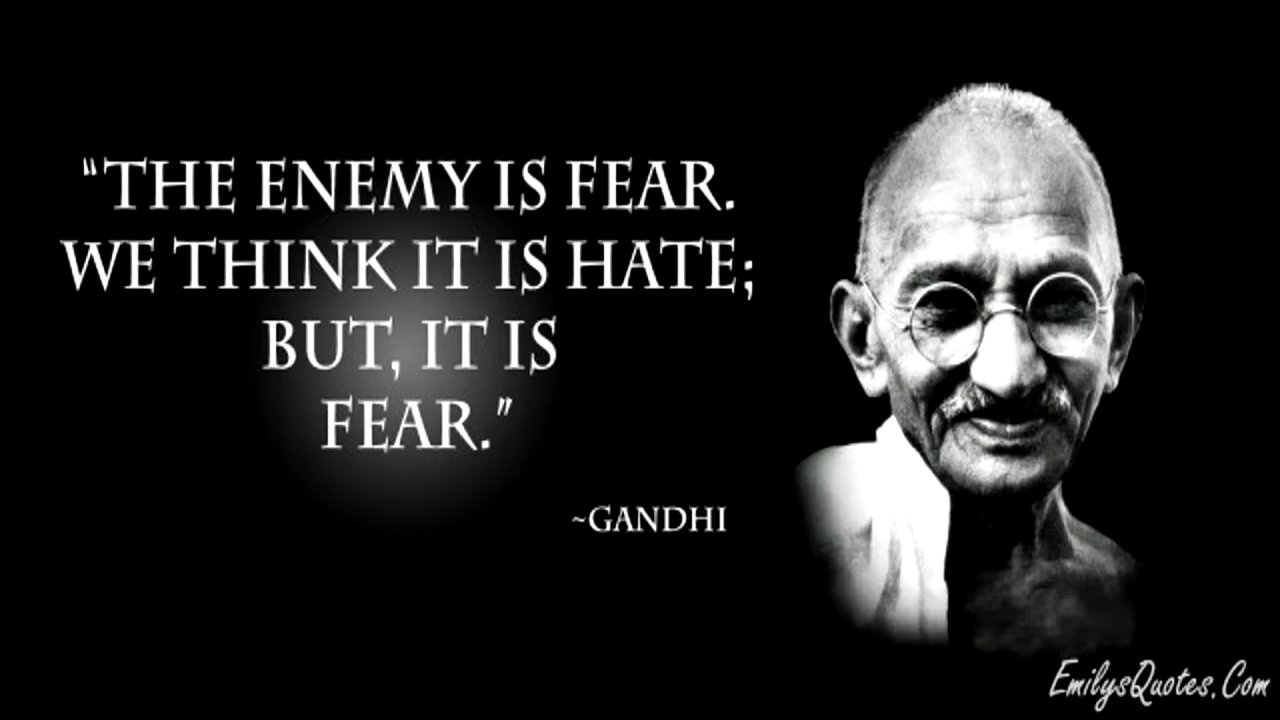 “THE ENEMY IS FEAR.
WE THINK IT IS HATE;
BUT, IT IS
FEAR.”
~GANDHI
EmilysQuotes.Com